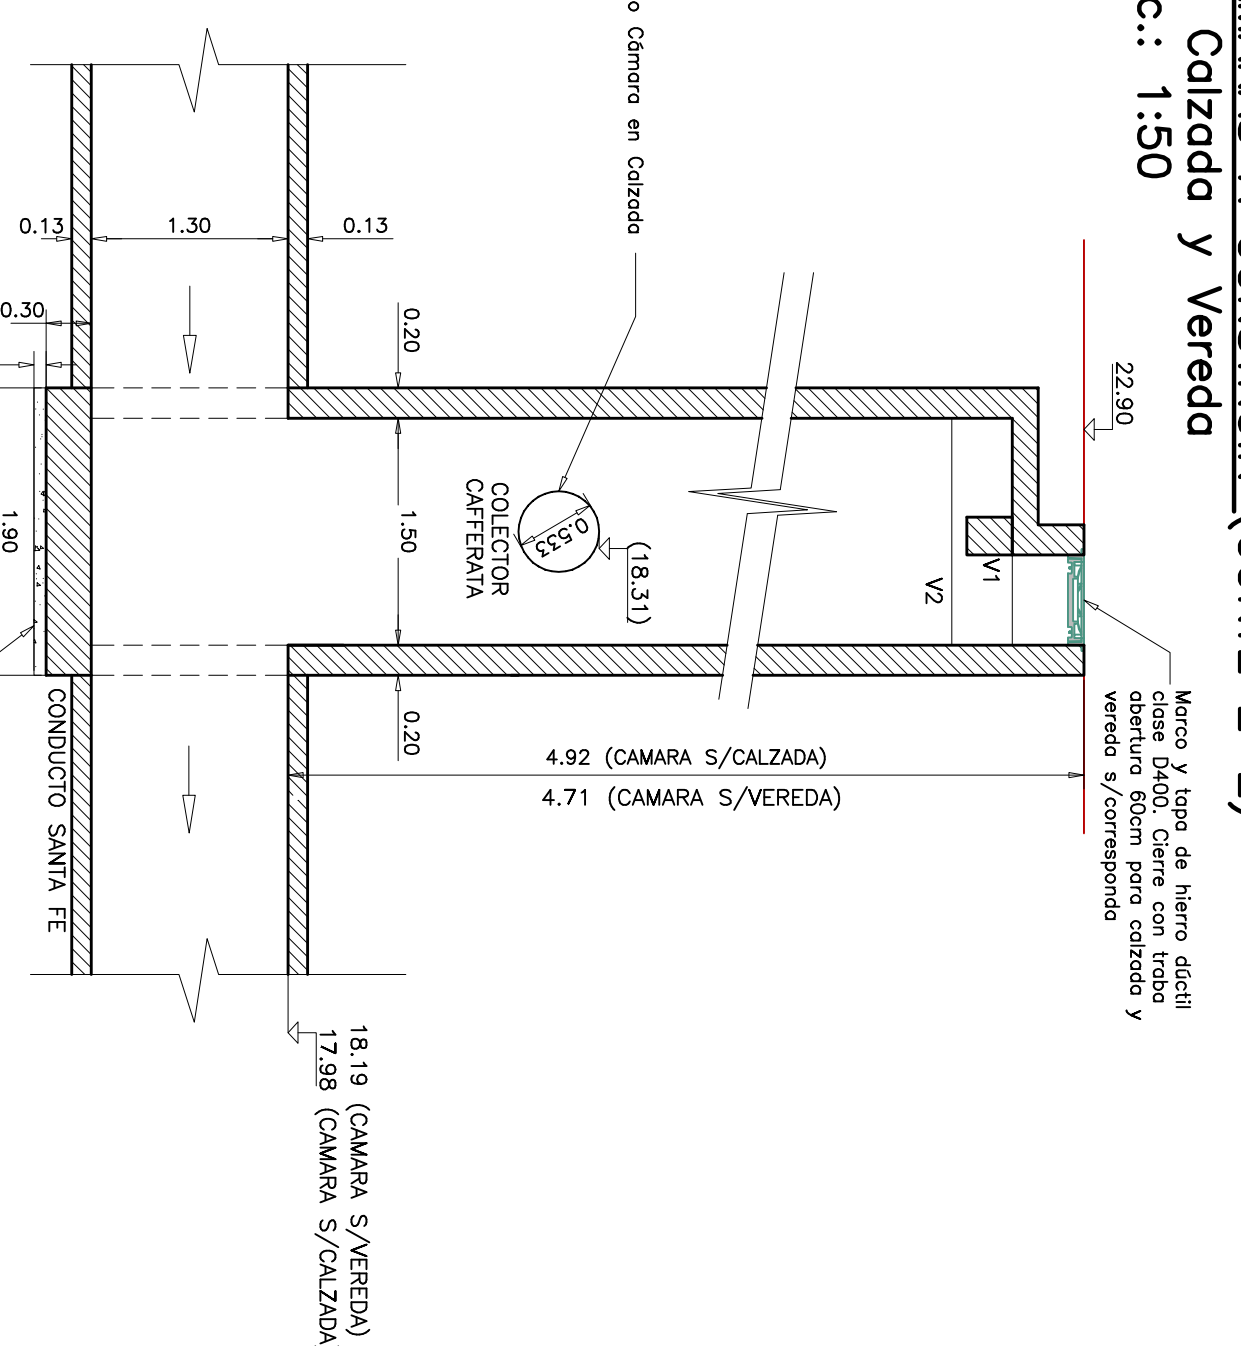 Calzada y Vereda
c.: 1:50
22.90
Marco y tapa de hierro dúctil
clase D400. Cierre con traba
abertura 60cm para calzada y
vereda s/corresponda
V1
V2
o Cámara en Calzada
(18.31)
0.533
COLECTOR
CAFFERATA
0.20
1.50
0.20
4.92 (CAMARA S/CALZADA)
4.71 (CAMARA S/VEREDA)
0.13
1.30
0.13
0.30
1.90
CONDUCTO SANTA FE
18.19 (CAMARA S/VEREDA)
17.98 (CAMARA S/CALZADA)